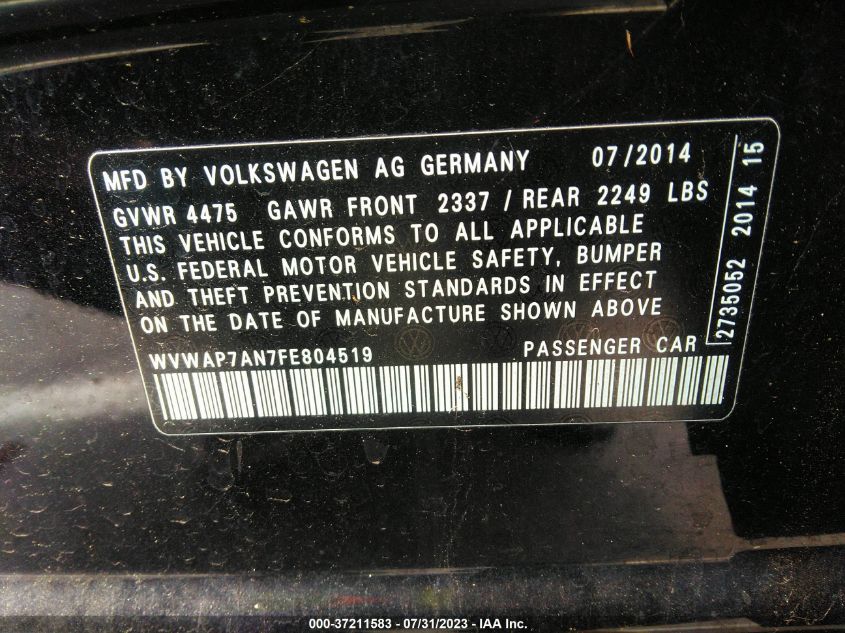 MFD BY VOLKSWAGEN AG GERMANY 07/2014
GVWR 4475 GAWR FRONT 2337 / REAR 2249 LBS
THIS VEHICLE CONFORMS TO ALL APPLICABLE
U.S. FEDERAL MOTOR VEHICLE SAFETY, BUMPER
AND THEFT PREVENTION STANDARDS IN EFFECT
ON THE DATE OF MANUFACTURE SHOWN ABOVE
WVWAP7AN7FE804519 PASSENGER CAR
2735052 2014 15
000-37211583 - 07/31/2023 - IAA Inc.